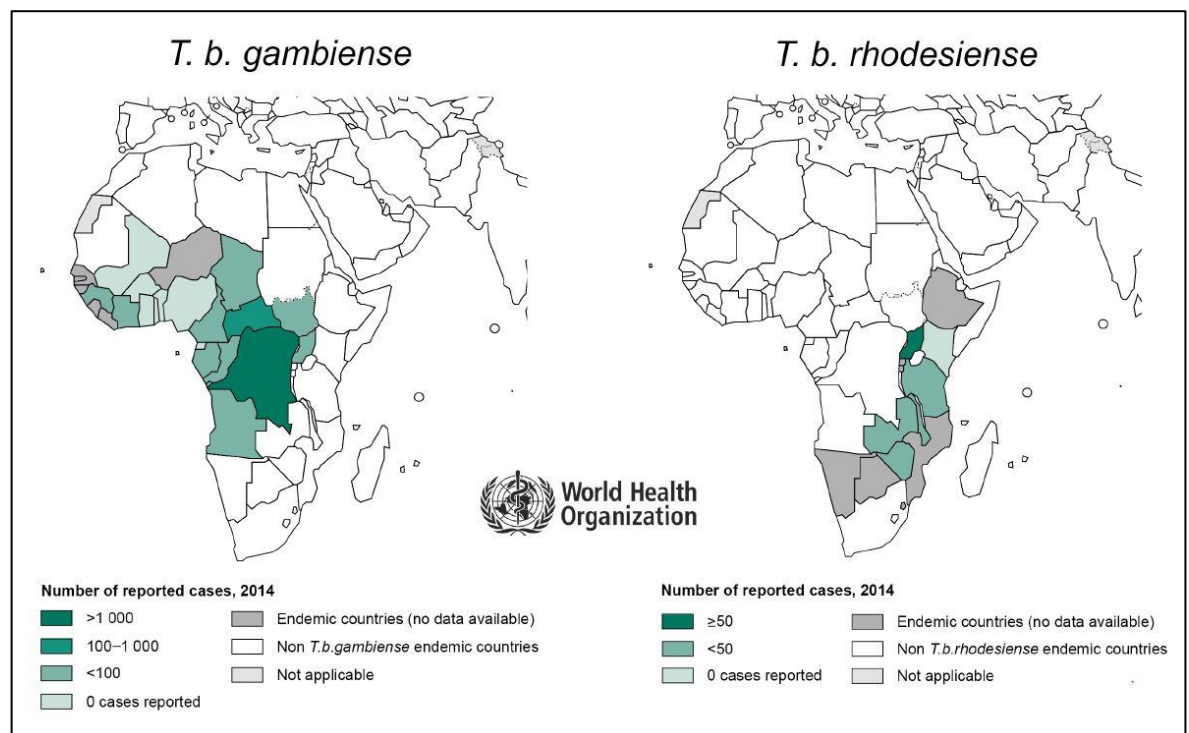 T. b. gambiense
T. b. rhodesiense
World Health
Organization
Number of reported cases, 2014
>1 000
100–1 000
<100
0 cases reported
Endemic countries (no data available)
Non T.b.gambiense endemic countries
Not applicable
Number of reported cases, 2014
≥50
<50
0 cases reported
Endemic countries (no data available)
Non T.b.rhodesiense endemic countries
Not applicable